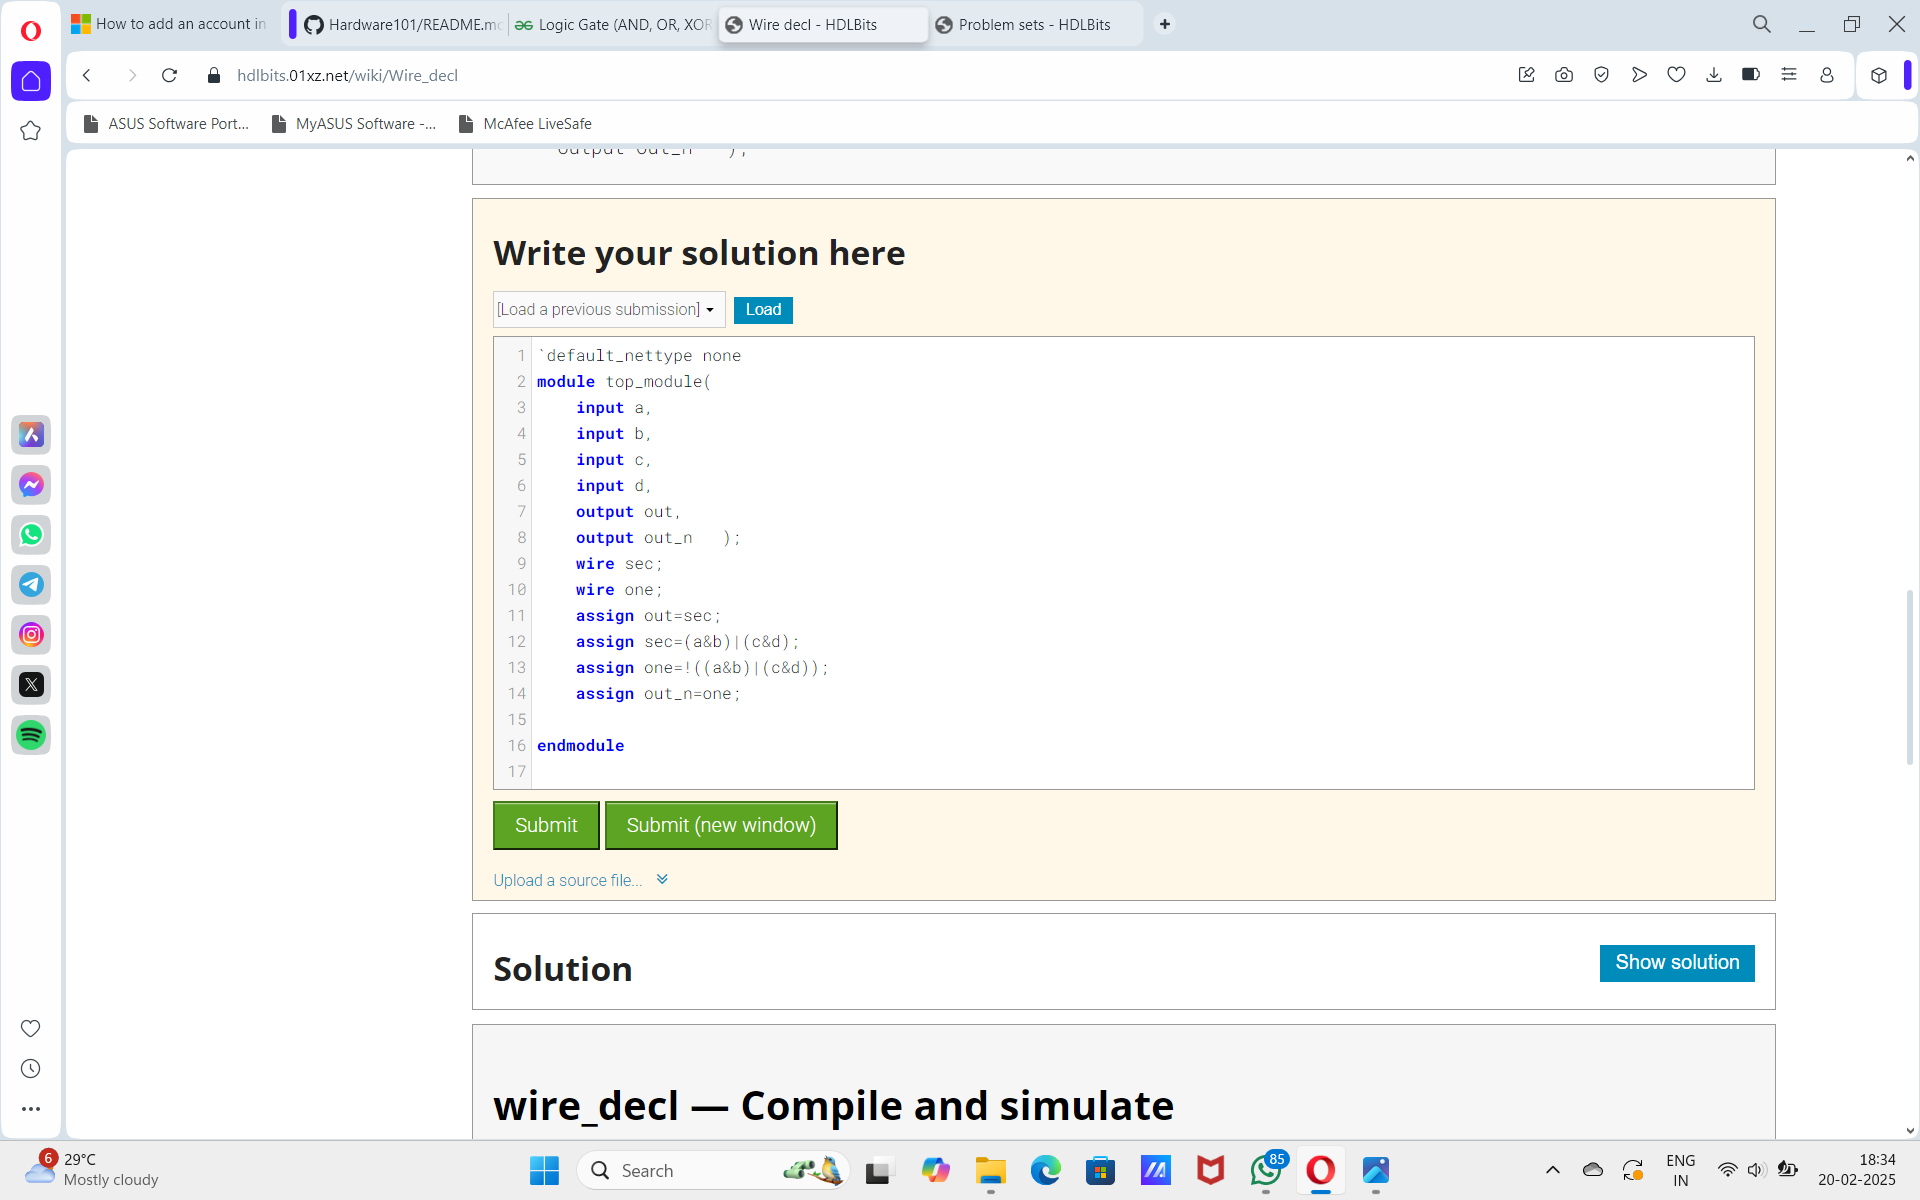 How to add an account in
Hardware101/README.mc
Logic Gate (AND, OR, XOR
Wire decl - HDLBits
Problem sets - HDLBits
hdlbits.01xz.net/wiki/Wire_decl
ASUS Software Port...
MyASUS Software -...
McAfee LiveSafe
output out_n   );
Write your solution here
[Load a previous submission]
Load
1 `default_nettype none
2 module top_module(
3     input a,
4     input b,
5     input c,
6     input d,
7     output out,
8     output out_n   );
9     wire sec;
10     wire one;
11     assign out=sec;
12     assign sec=(a&b)|(c&d);
13     assign one=!((a&b)|(c&d));
14     assign out_n=one;
15
16 endmodule
17
Submit
Submit (new window)
Upload a source file...
Solution
Show solution
wire_decl — Compile and simulate
6
29°C
Mostly cloudy
Search
85
ENG
IN
18:34
20-02-2025